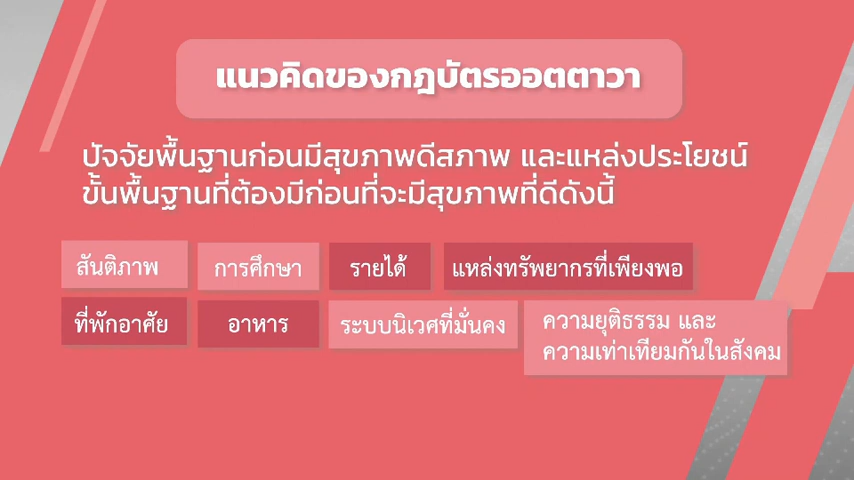 แนวคิดของกฎบัตรออตตาวา
ปัจจัยพื้นฐานก่อนมีสุขภาพดีสภาพ และแหล่งประโยชน์
ขั้นพื้นฐานที่ต้องมีก่อนที่จะมีสุขภาพที่ดีดังนี้
สันติภาพ การศึกษา รายได้ แหล่งทรัพยากรที่เพียงพอ
ที่พักอาศัย อาหาร ระบบนิเวศที่มั่นคง ความยุติธรรม และ
ความเท่าเทียมกันในสังคม